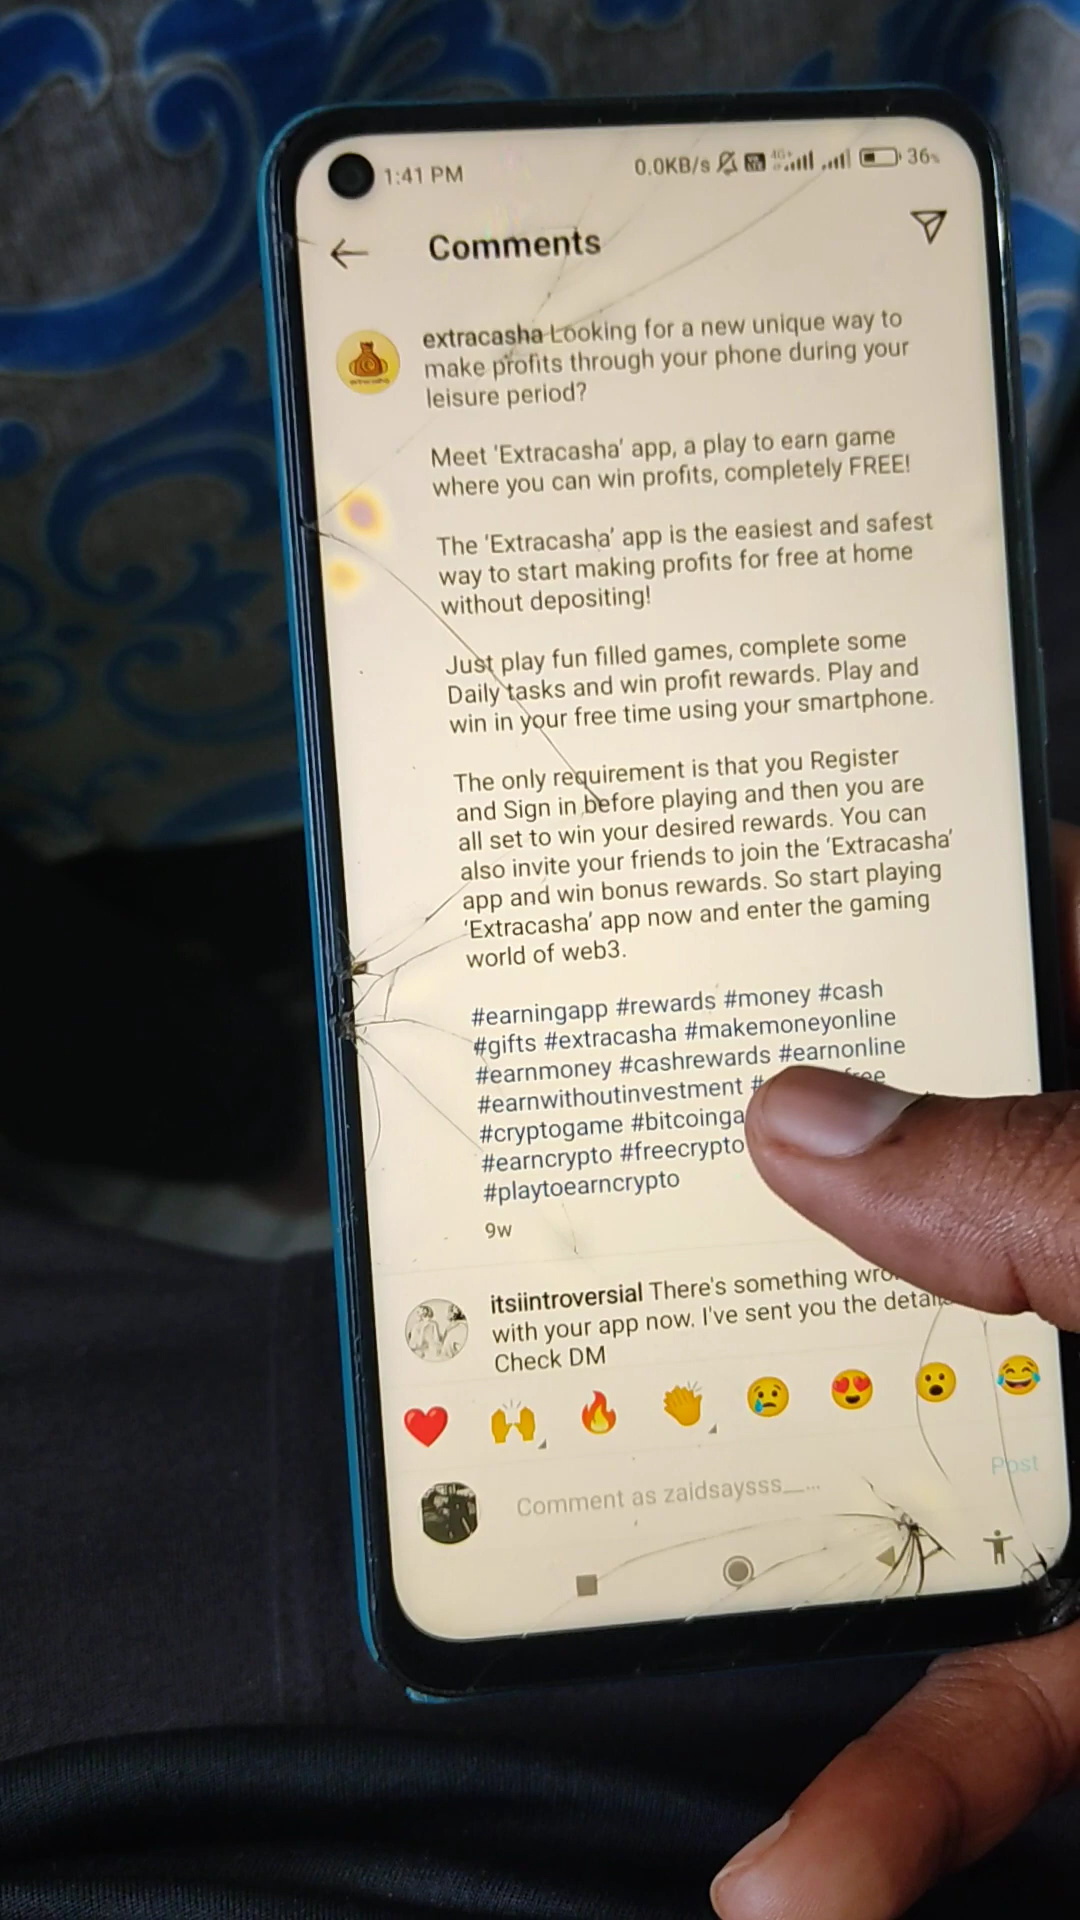 1:41 PM
0.0KB/s
4G+
36%
Comments
extracasha Looking for a new unique way to
make profits through your phone during your
leisure period?
Meet 'Extracasha' app, a play to earn game
where you can win profits, completely FREE!
The 'Extracasha' app is the easiest and safest
way to start making profits for free at home
without depositing!
Just play fun filled games, complete some
Daily tasks and win profit rewards. Play and
win in your free time using your smartphone.
The only requirement is that you Register
and Sign in before playing and then you are
all set to win your desired rewards. You can
also invite your friends to join the 'Extracasha'
app and win bonus rewards. So start playing
'Extracasha' app now and enter the gaming
world of web3.
#earningapp #rewards #money #cash
#gifts #extracasha #makemoneyonline
#earnmoney #cashrewards #earnonline
#earnwithoutinvestment #
#cryptogame #bitcoinga
#earncrypto #freecrypto
#playtoearncrypto
9w
itsiintroversial There's something wro
with your app now. I've sent you the details
Check DM
Comment as zaidsaysss__...
Post